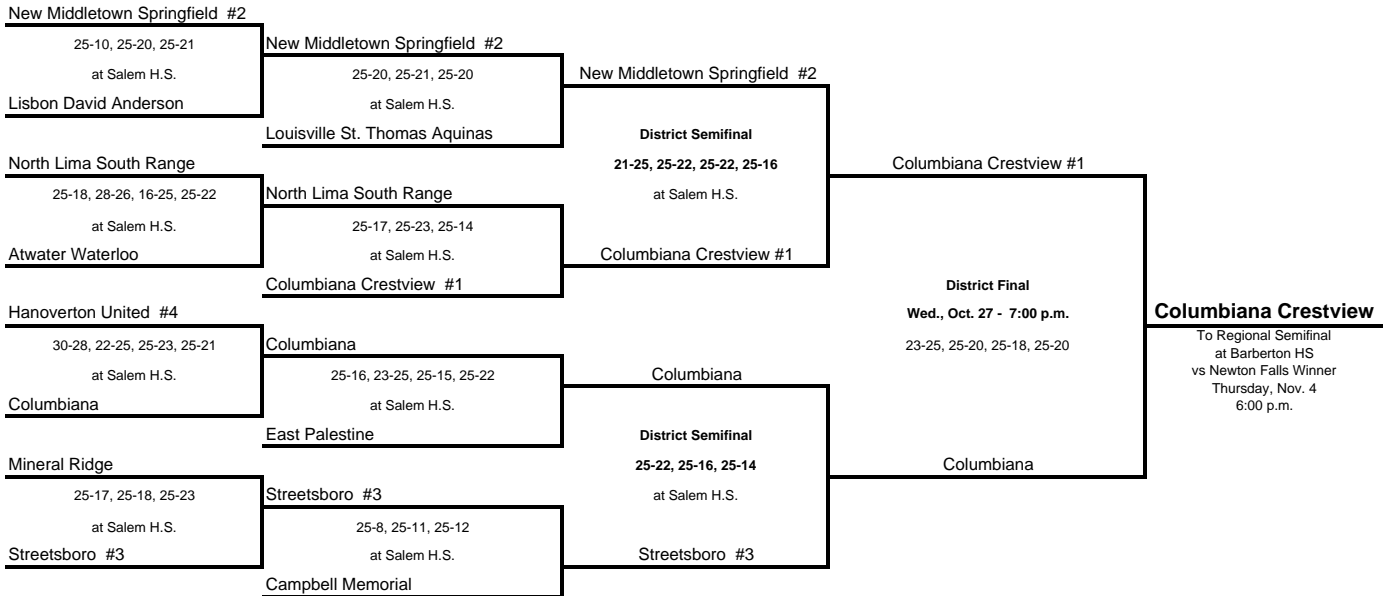 New Middletown Springfield #2
25-10, 25-20, 25-21
at Salem H.S.
Lisbon David Anderson
North Lima South Range
25-18, 28-26, 16-25, 25-22
at Salem H.S.
Atwater Waterloo
Hanoverton United #4
30-28, 22-25, 25-23, 25-21
at Salem H.S.
Columbiana
Mineral Ridge
25-17, 25-18, 25-23
at Salem H.S.
Streetsboro #3
New Middletown Springfield #2
25-20, 25-21, 25-20
at Salem H.S.
Louisville St. Thomas Aquinas
North Lima South Range
25-17, 25-23, 25-14
at Salem H.S.
Columbiana Crestview #1
Columbiana
25-16, 23-25, 25-15, 25-22
at Salem H.S.
East Palestine
Streetsboro #3
25-8, 25-11, 25-12
at Salem H.S.
Campbell Memorial
New Middletown Springfield #2
District Semifinal
21-25, 25-22, 25-22, 25-16
at Salem H.S.
Columbiana Crestview #1
Columbiana
District Semifinal
25-22, 25-16, 25-14
at Salem H.S.
Streetsboro #3
Columbiana Crestview #1
District Final
Wed., Oct. 27 - 7:00 p.m.
23-25, 25-20, 25-18, 25-20
Columbiana
Columbiana Crestview
To Regional Semifinal
at Barberton HS
vs Newton Falls Winner
Thursday, Nov. 4
6:00 p.m.